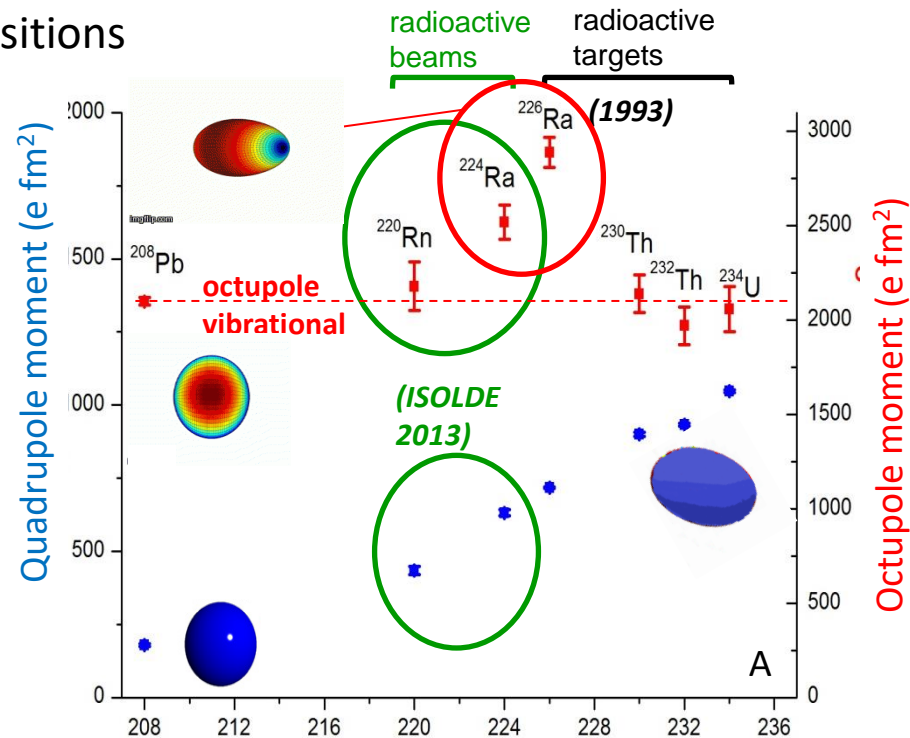 sitions
radioactive
beams
radioactive
targets
(1993)
2000
1500
1000
500
0
Quadrupole moment (e fm²)
imgflip.com
²⁰⁸Pb
²²⁰Rn
²²⁴Ra
²²⁶Ra
²³⁰Th
²³²Th
²³⁴U
octupole
vibrational
(ISOLDE
2013)
A
3000
2500
2000
1500
1000
500
0
Octupole moment (e fm²)
208 212 216 220 224 228 232 236